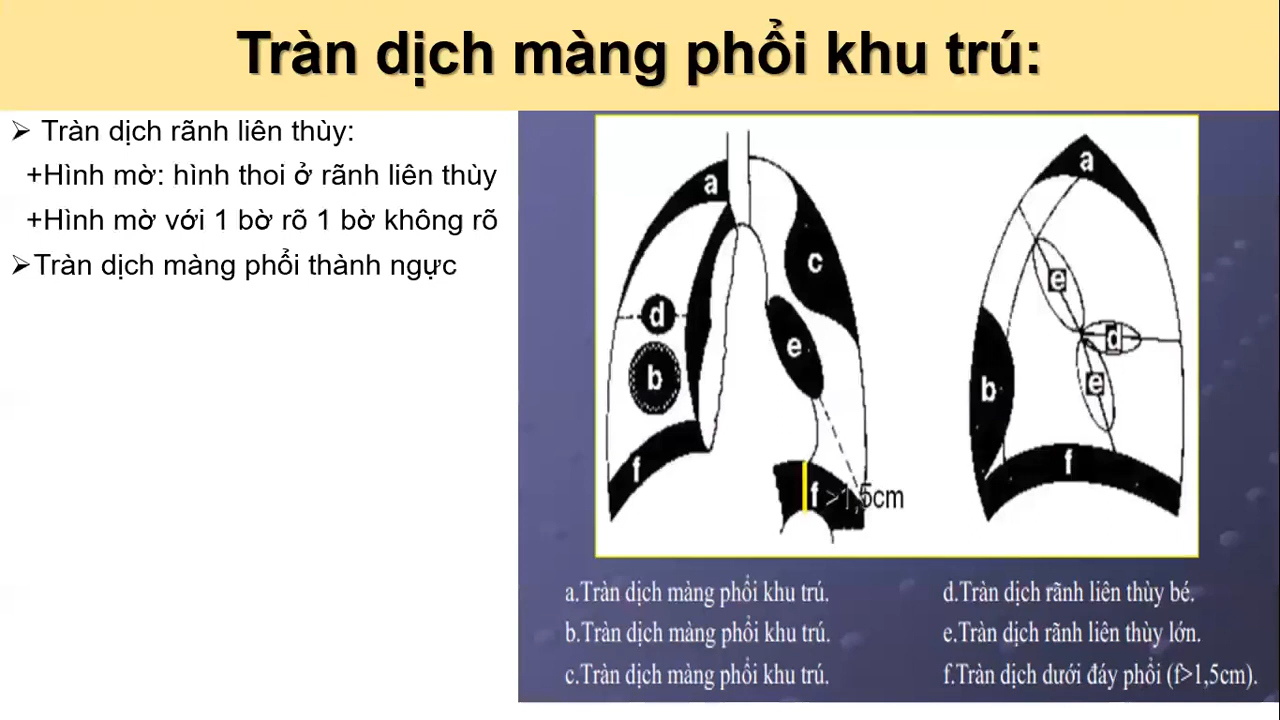 Tràn dịch màng phổi khu trú:
➢ Tràn dịch rãnh liên thùy:
+Hình mờ: hình thoi ở rãnh liên thùy
+Hình mờ với 1 bờ rõ 1 bờ không rõ
➢Tràn dịch màng phổi thành ngực
a
c
d
e
b
f
f >1,5cm
a
e
d
e
b
f
a.Tràn dịch màng phổi khu trú.
b.Tràn dịch màng phổi khu trú.
c.Tràn dịch màng phổi khu trú.
d.Tràn dịch rãnh liên thùy bé.
e.Tràn dịch rãnh liên thùy lớn.
f.Tràn dịch dưới đáy phổi (f>1,5cm).